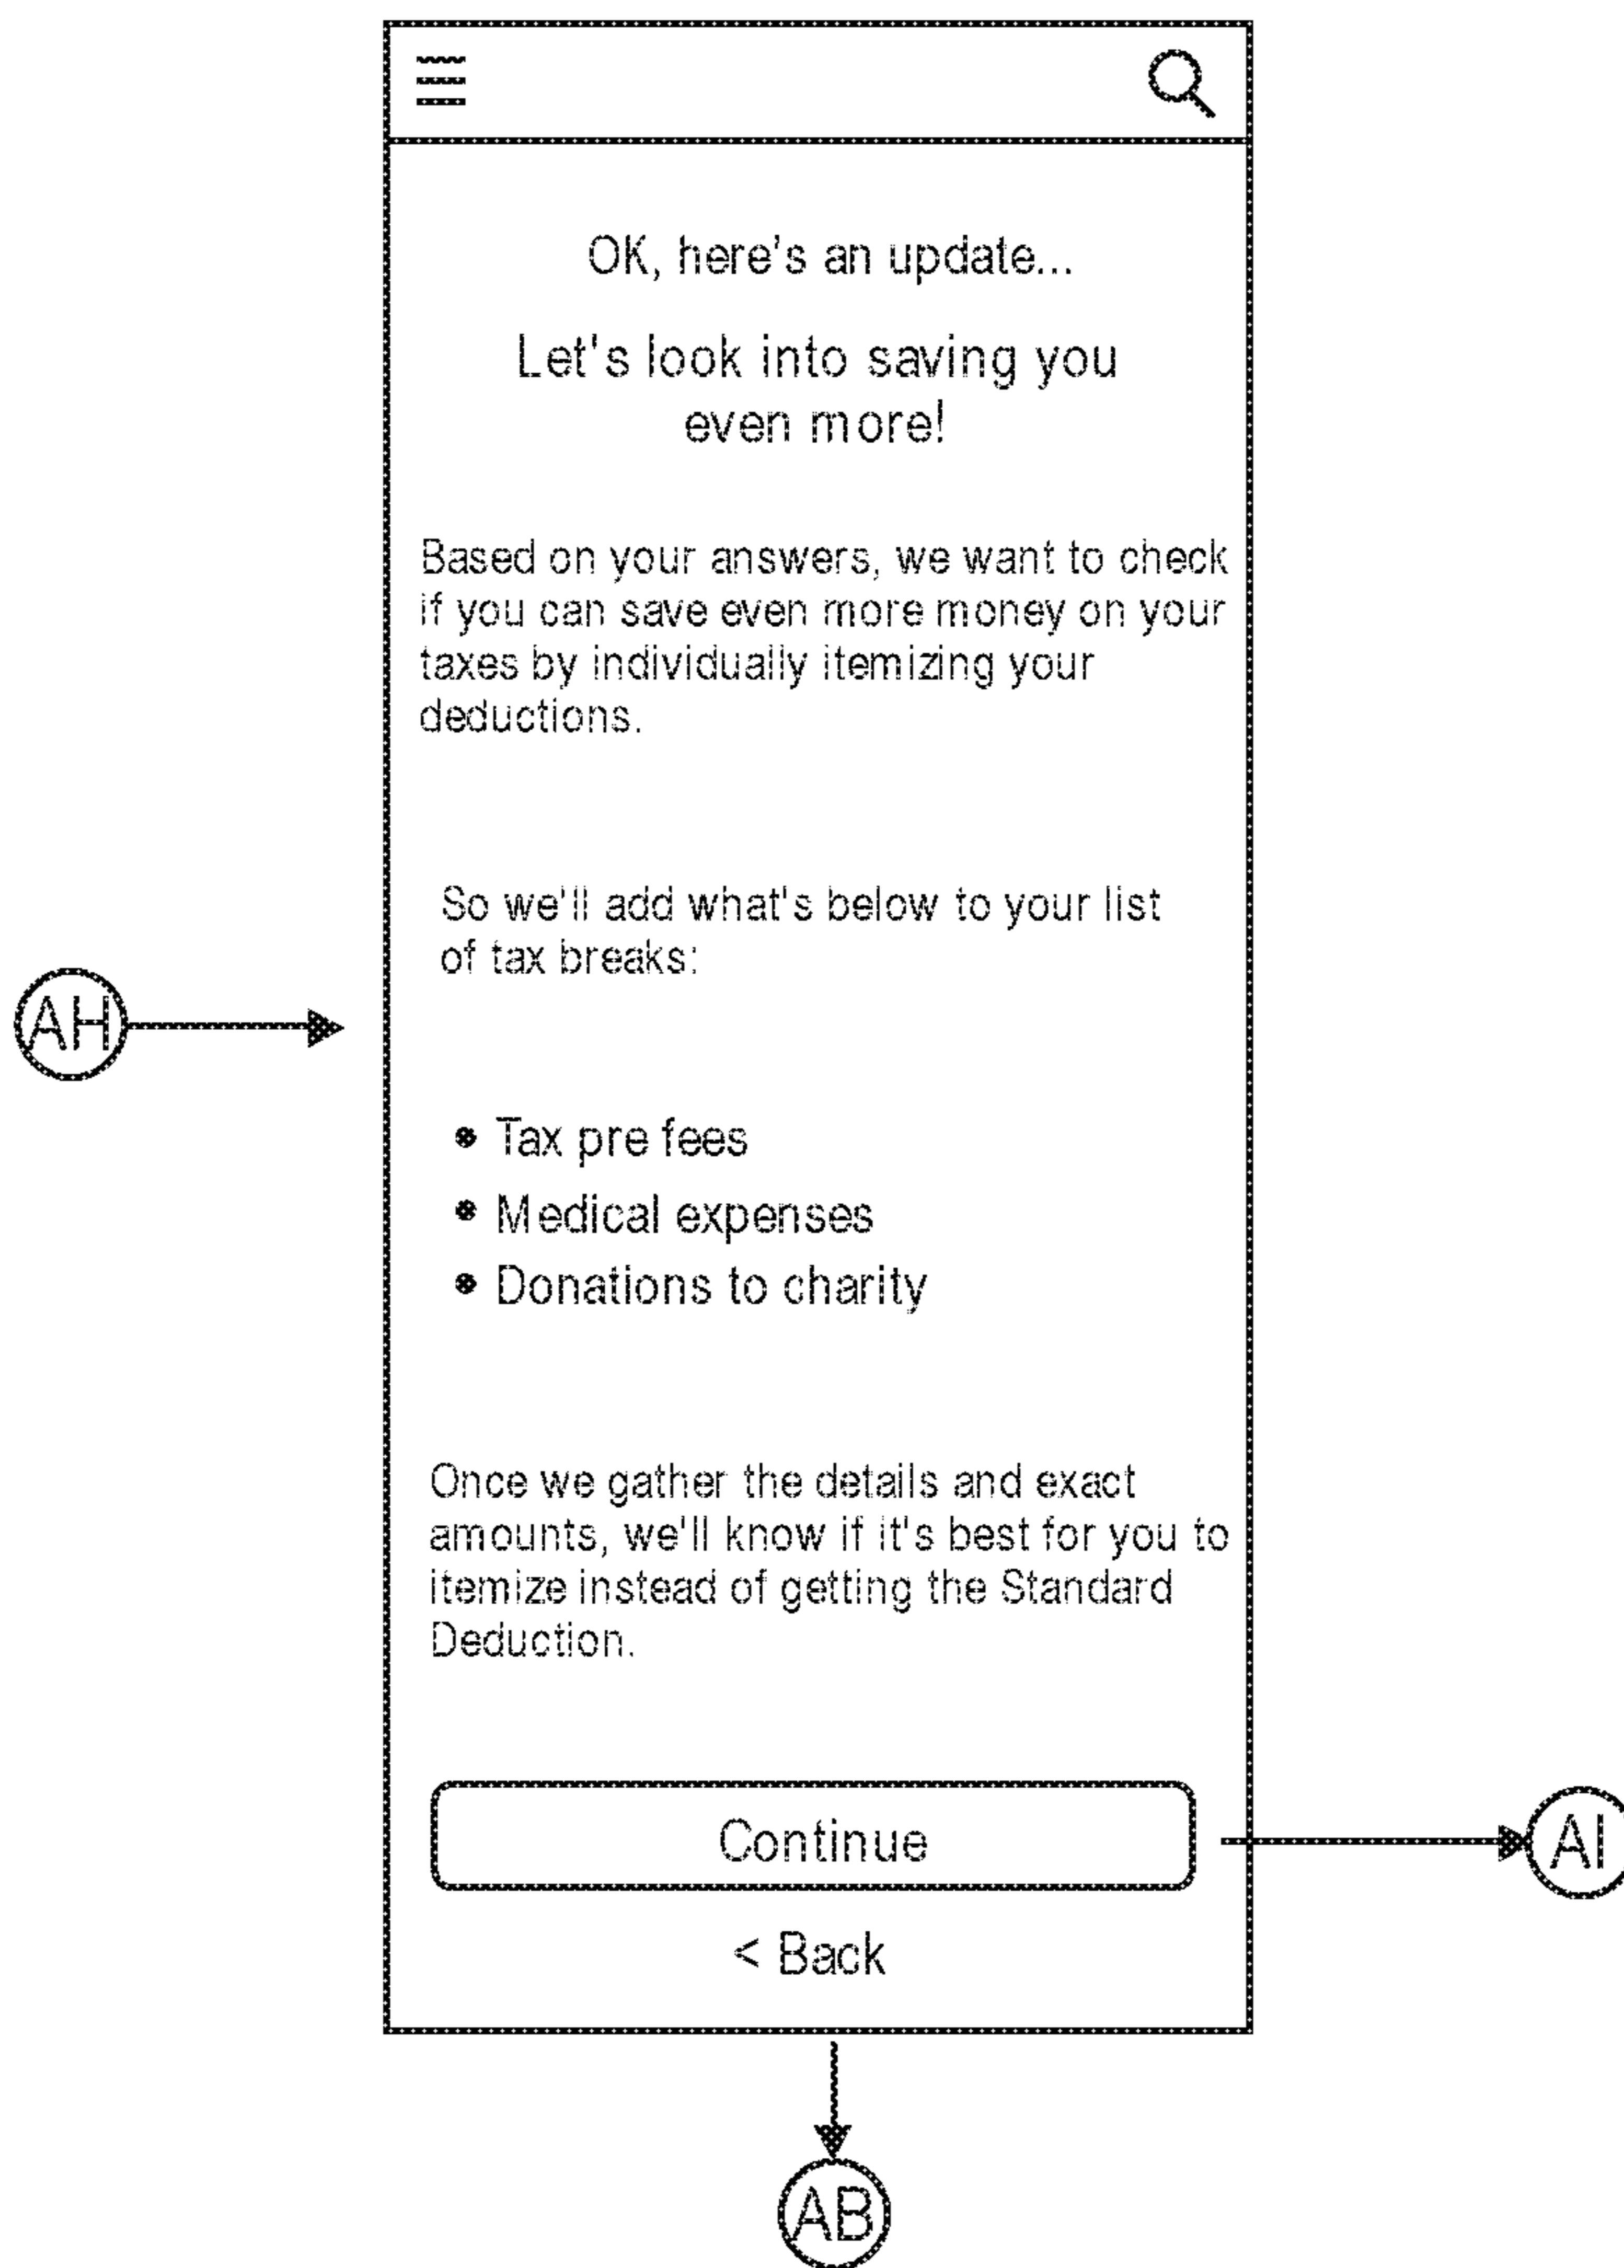 OK, here's an update...
Let's look into saving you
even more!
Based on your answers, we want to check
if you can save even more money on your
taxes by individually itemizing your
deductions.
So we'll add what's below to your list
of tax breaks:
AH
• Tax pre fees
• Medical expenses
• Donations to charity
Once we gather the details and exact
amounts, we'll know if it's best for you to
itemize instead of getting the Standard
Deduction.
Continue
AI
< Back
AB